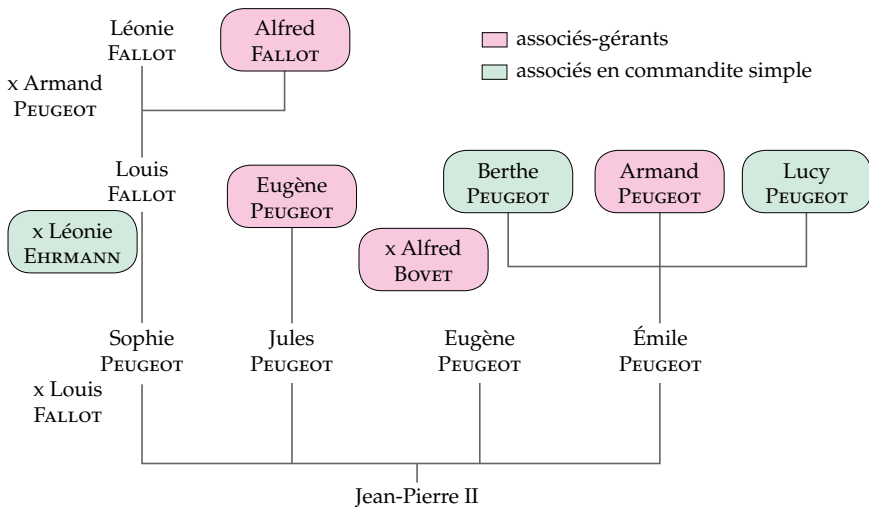 Léonie
FALLOT
Alfred
FALLOT
associés-gérants
associés en commandite simple
x Armand
PEUGEOT
Louis
FALLOT
Eugène
PEUGEOT
Berthe
PEUGEOT
Armand
PEUGEOT
Lucy
PEUGEOT
x Léonie
EHRMANN
x Alfred
BOVET
Sophie
PEUGEOT
Jules
PEUGEOT
Eugène
PEUGEOT
Émile
PEUGEOT
x Louis
FALLOT
Jean-Pierre II